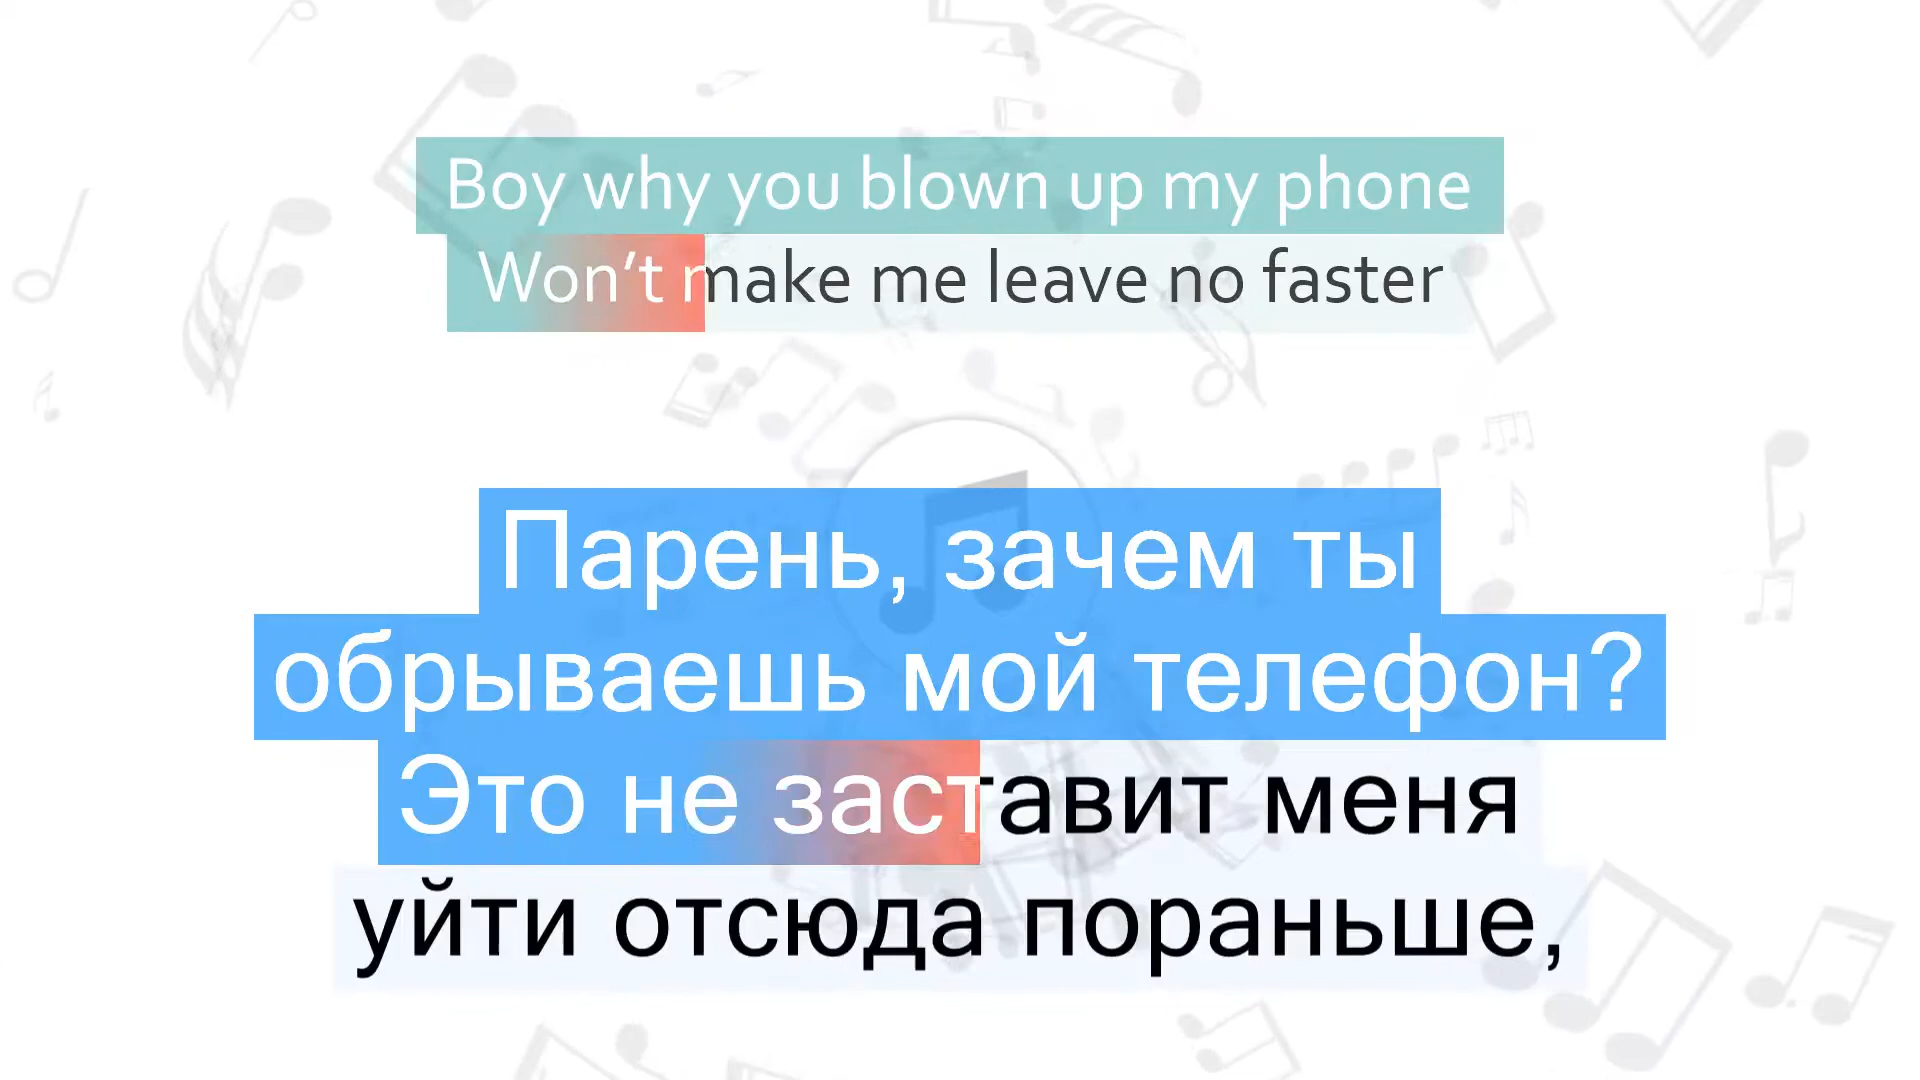 Boy why you blown up my phone
Won't make me leave no faster
Парень, зачем ты
обрываешь мой телефон?
Это не заставит меня
уйти отсюда пораньше,